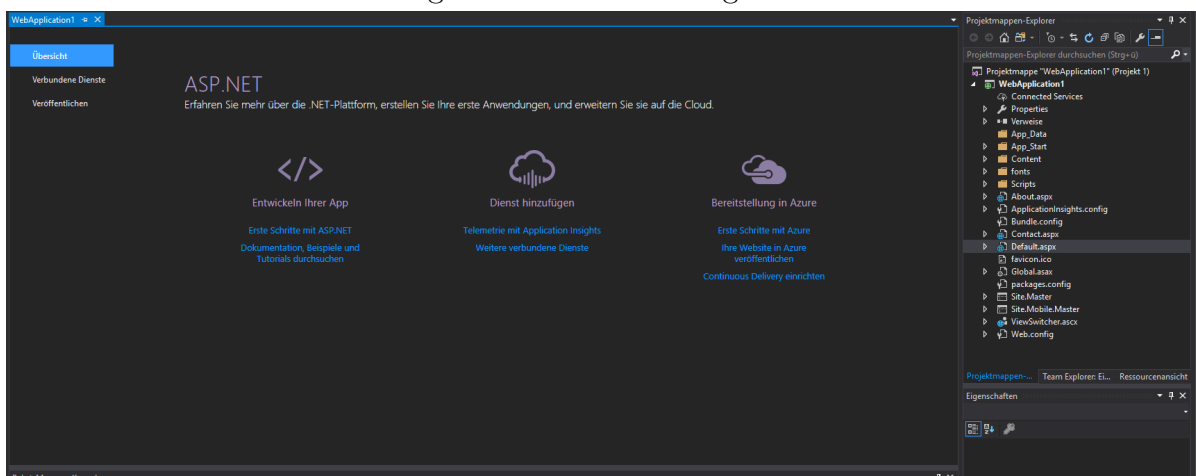 WebApplication1
Übersicht
Verbundene Dienste
Veröffentlichen
ASP.NET
Erfahren Sie mehr über die .NET-Plattform, erstellen Sie Ihre erste Anwendungen, und erweitern Sie sie auf die Cloud.
Entwickeln Ihrer App
Erste Schritte mit ASP.NET
Dokumentation, Beispiele und
Tutorials durchsuchen
Dienst hinzufügen
Telemetrie mit Application Insights
Weitere verbundene Dienste
Bereitstellung in Azure
Erste Schritte mit Azure
Ihre Website in Azure
veröffentlichen
Continuous Delivery einrichten
Projektmappen-Explorer
Projektmappen-Explorer durchsuchen (Strg+ü)
Projektmappe "WebApplication1" (Projekt 1)
WebApplication1
Connected Services
Properties
Verweise
App_Data
App_Start
Content
fonts
Scripts
About.aspx
ApplicationInsights.config
Bundle.config
Contact.aspx
Default.aspx
favicon.ico
Global.asax
packages.config
Site.Master
Site.Mobile.Master
ViewSwitcher.ascx
Web.config
Projektmappen-... Team Explorer: Ei... Ressourcenansicht
Eigenschaften